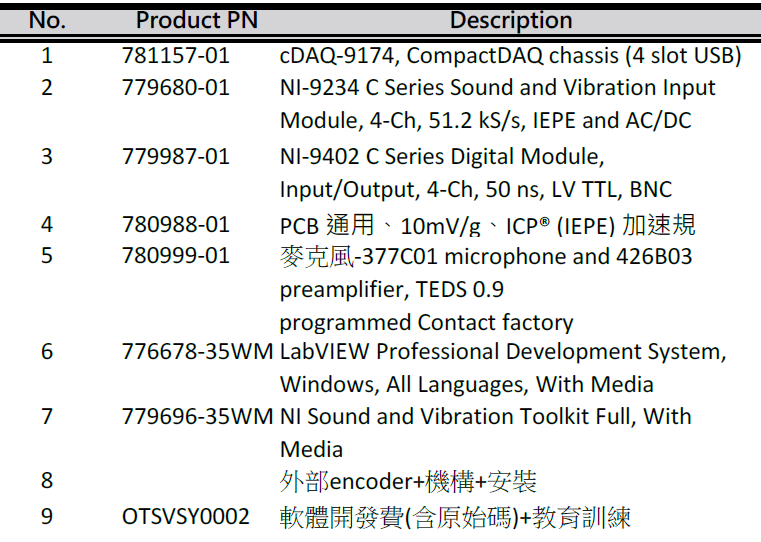 No. Product PN Description
1 781157-01 cDAQ-9174, CompactDAQ chassis (4 slot USB)
2 779680-01 NI-9234 C Series Sound and Vibration Input
Module, 4-Ch, 51.2 kS/s, IEPE and AC/DC
3 779987-01 NI-9402 C Series Digital Module,
Input/Output, 4-Ch, 50 ns, LV TTL, BNC
4 780988-01 PCB 通用、10mV/g、ICP® (IEPE) 加速規
5 780999-01 麥克風-377C01 microphone and 426B03
preamplifier, TEDS 0.9
programmed Contact factory
6 776678-35WM LabVIEW Professional Development System,
Windows, All Languages, With Media
7 779696-35WM NI Sound and Vibration Toolkit Full, With
Media
8 外部encoder+機構+安裝
9 OTSVSY0002 軟體開發費(含原始碼)+教育訓練